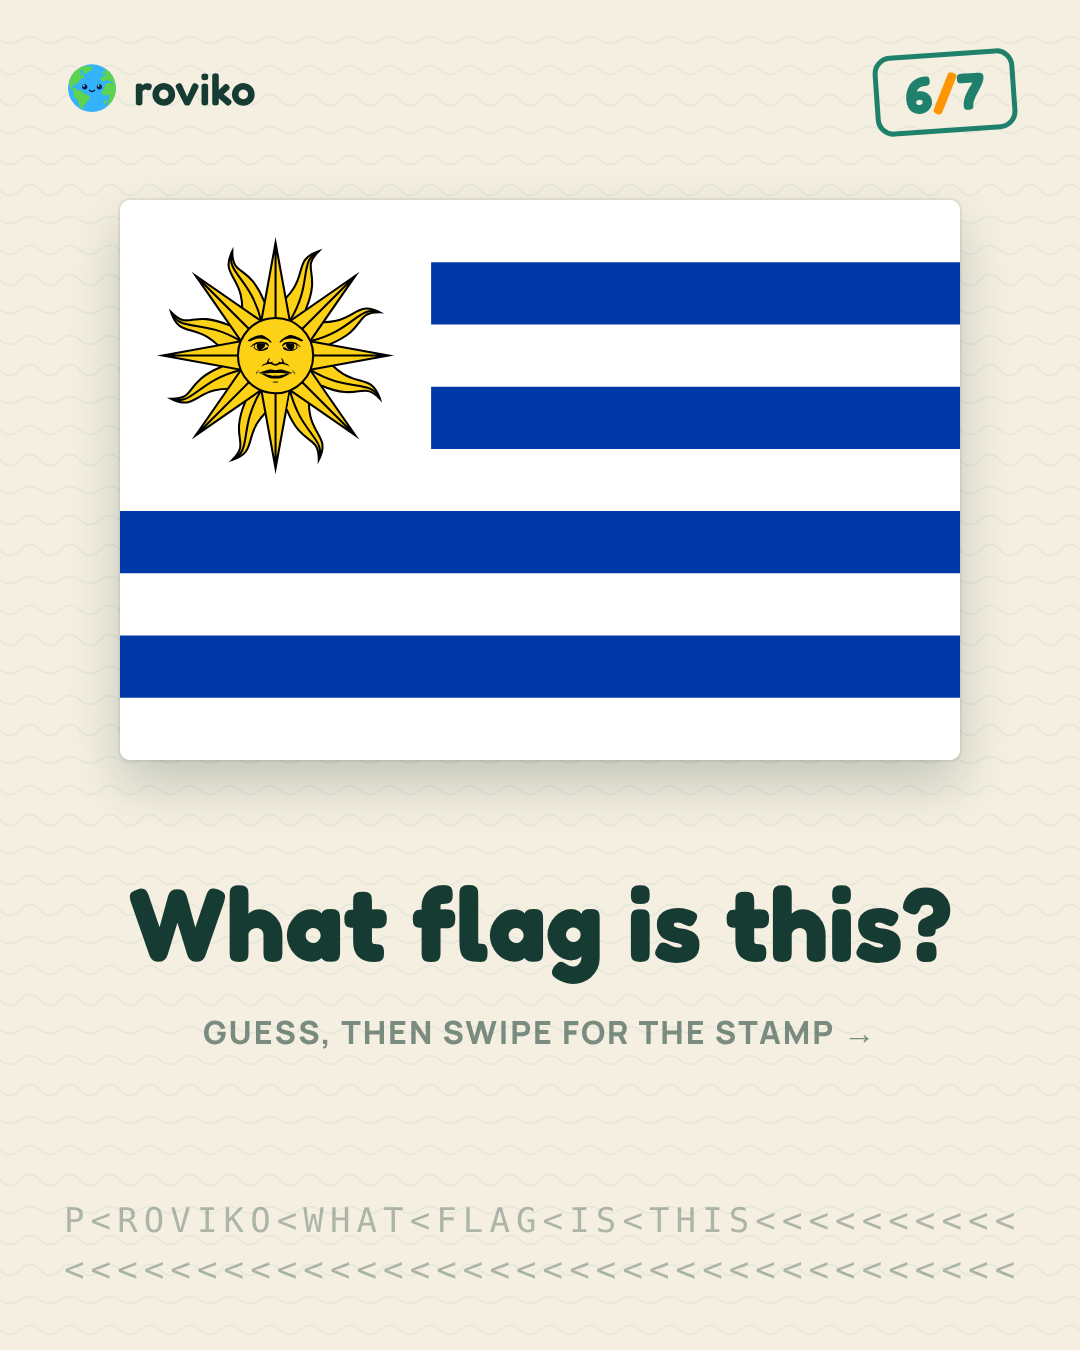 roviko
6/7
What flag is this?
GUESS, THEN SWIPE FOR THE STAMP →
P<ROVIKO<WHAT<FLAG<IS<THIS<<<<<<<<<<
<<<<<<<<<<<<<<<<<<<<<<<<<<<<<<<<<<<<